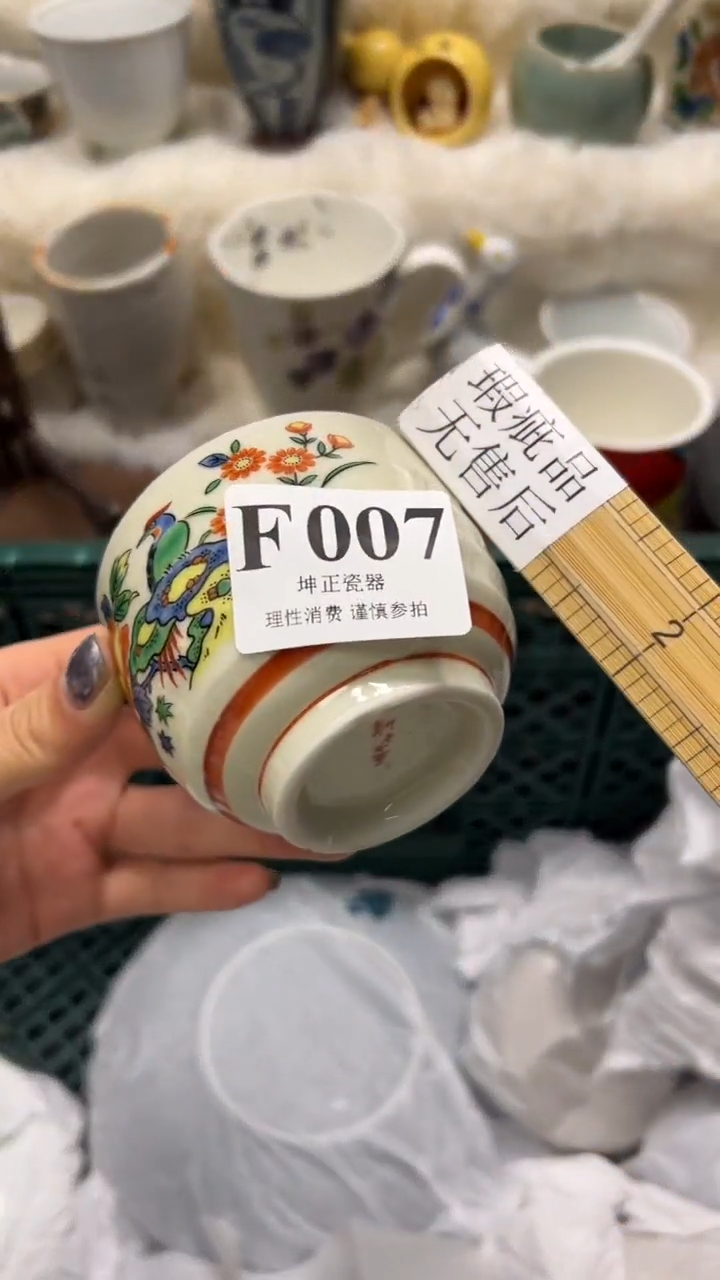 瑕疵品
无售后
F007
坤正瓷器
理性消费 谨慎参拍
2